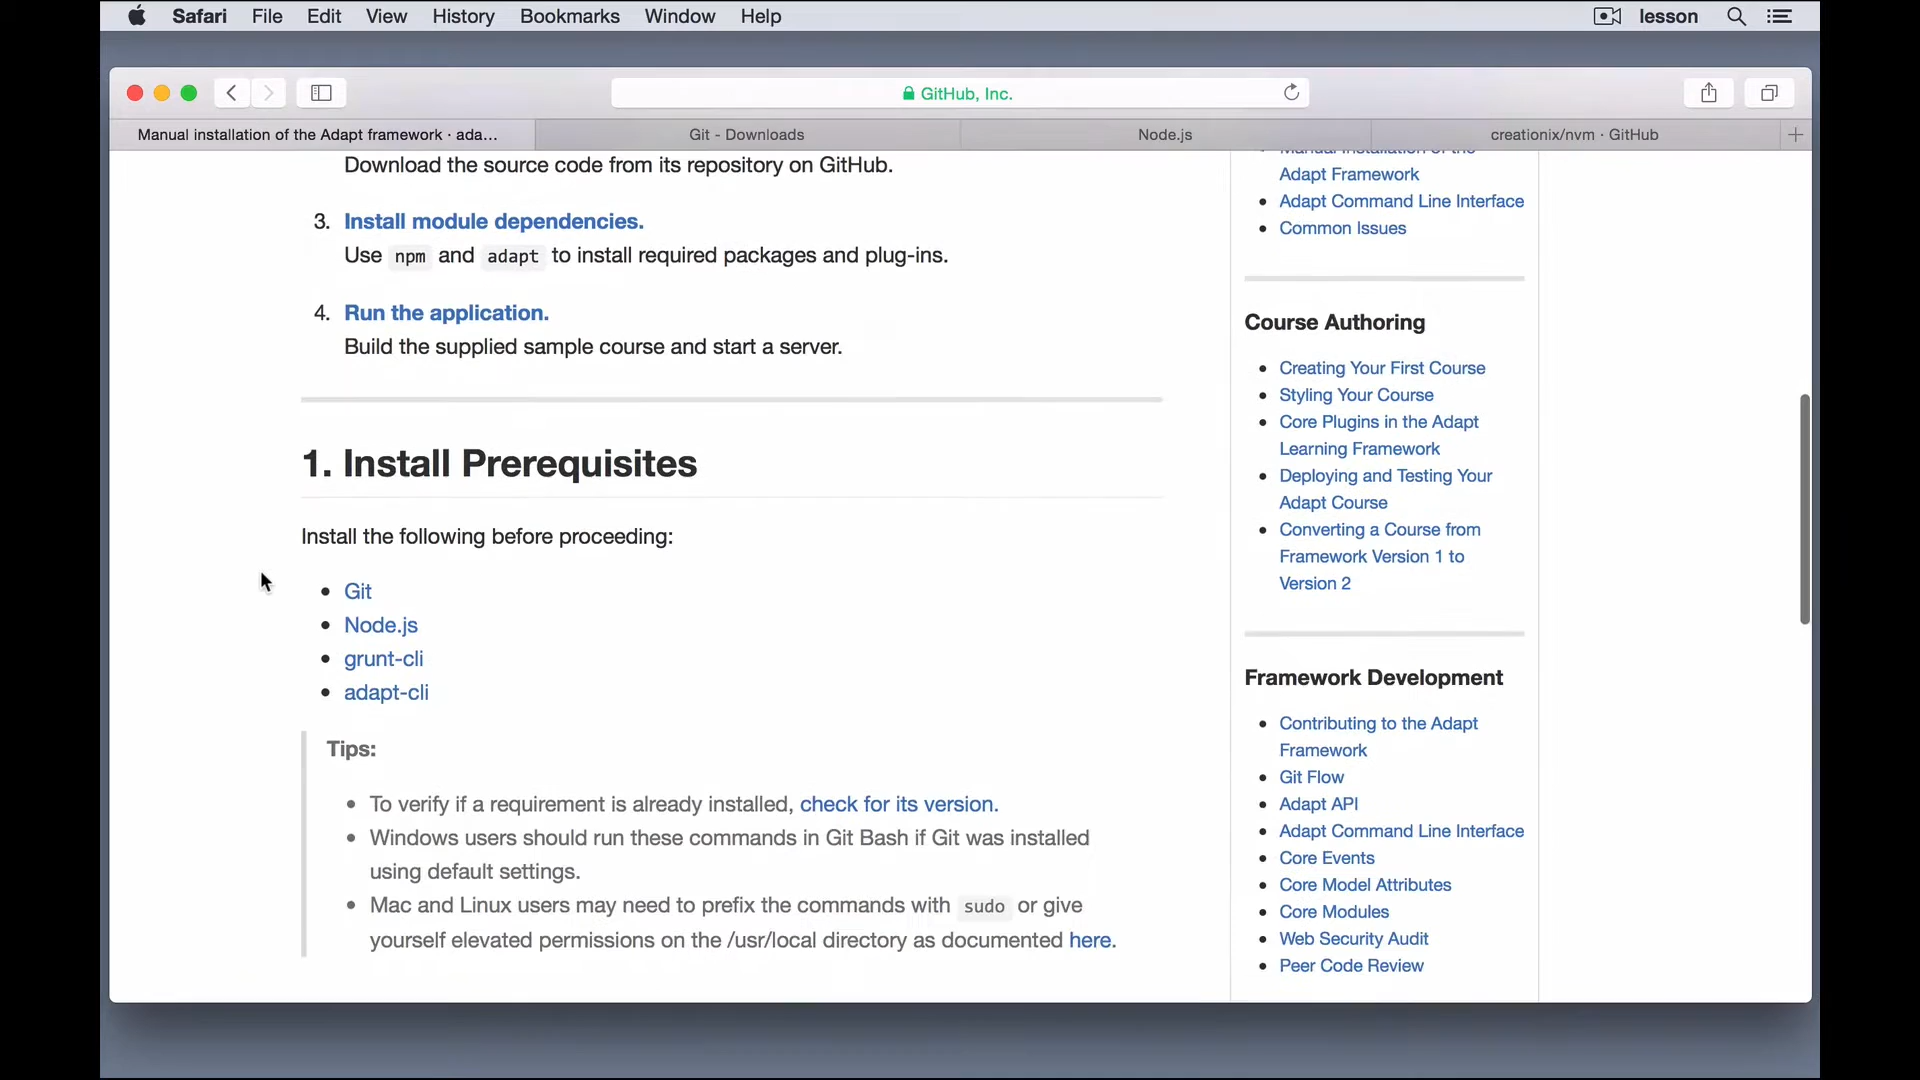 Safari File Edit View History Bookmarks Window Help lesson
GitHub, Inc.
Manual installation of the Adapt framework · ada... Git - Downloads Node.js creationix/nvm · GitHub
Download the source code from its repository on GitHub.
3. Install module dependencies.
Use npm and adapt to install required packages and plug-ins.
4. Run the application.
Build the supplied sample course and start a server.
1. Install Prerequisites
Install the following before proceeding:
• Git
• Node.js
• grunt-cli
• adapt-cli
Tips:
• To verify if a requirement is already installed, check for its version.
• Windows users should run these commands in Git Bash if Git was installed
using default settings.
• Mac and Linux users may need to prefix the commands with sudo or give
yourself elevated permissions on the /usr/local directory as documented here.
Manual Installation of the
Adapt Framework
• Adapt Command Line Interface
• Common Issues
Course Authoring
• Creating Your First Course
• Styling Your Course
• Core Plugins in the Adapt
Learning Framework
• Deploying and Testing Your
Adapt Course
• Converting a Course from
Framework Version 1 to
Version 2
Framework Development
• Contributing to the Adapt
Framework
• Git Flow
• Adapt API
• Adapt Command Line Interface
• Core Events
• Core Model Attributes
• Core Modules
• Web Security Audit
• Peer Code Review